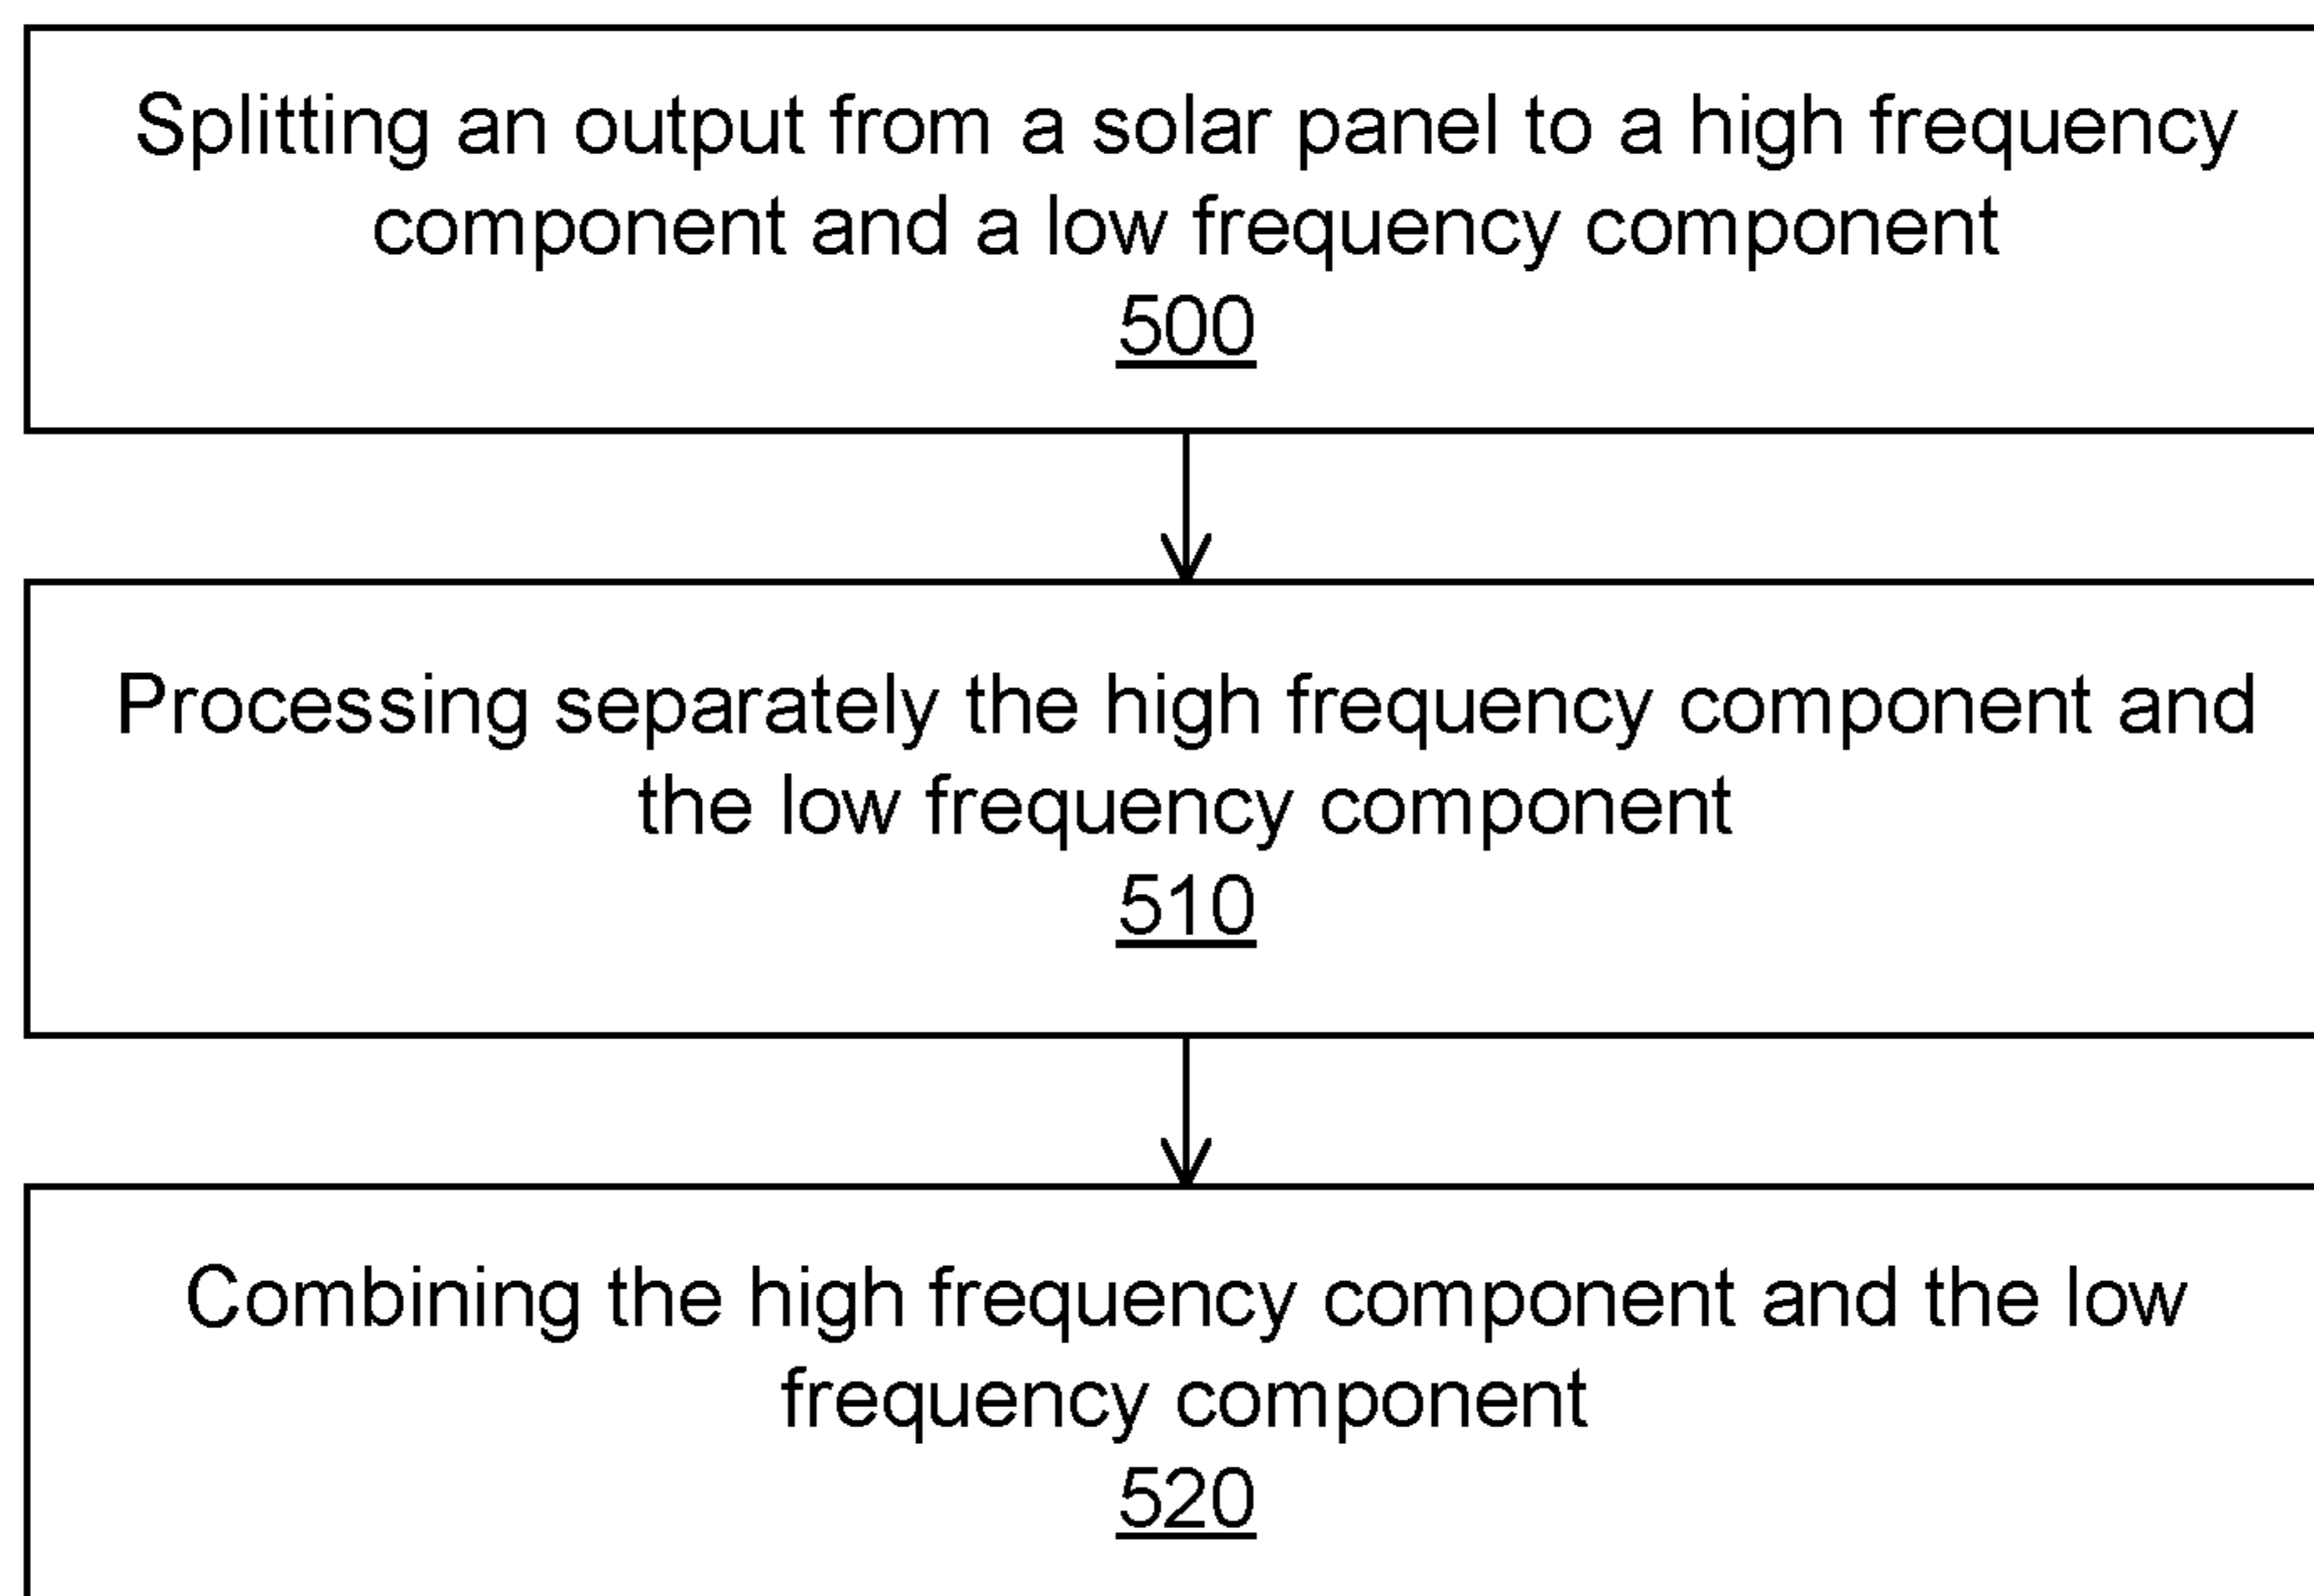 Splitting an output from a solar panel to a high frequency
component and a low frequency component
500
Processing separately the high frequency component and
the low frequency component
510
Combining the high frequency component and the low
frequency component
520